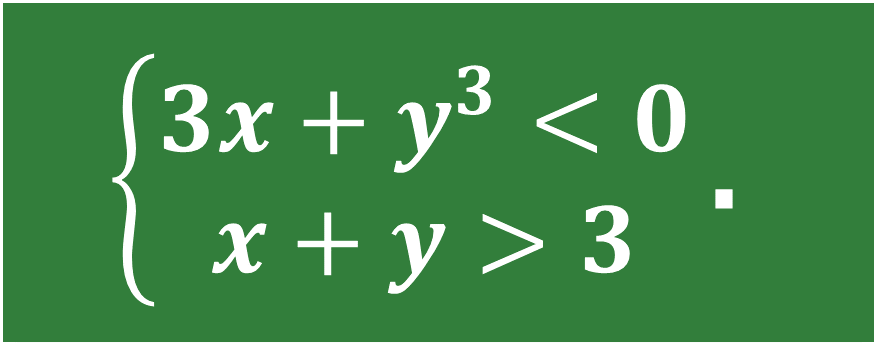 3x + y³ < 0
x + y > 3.